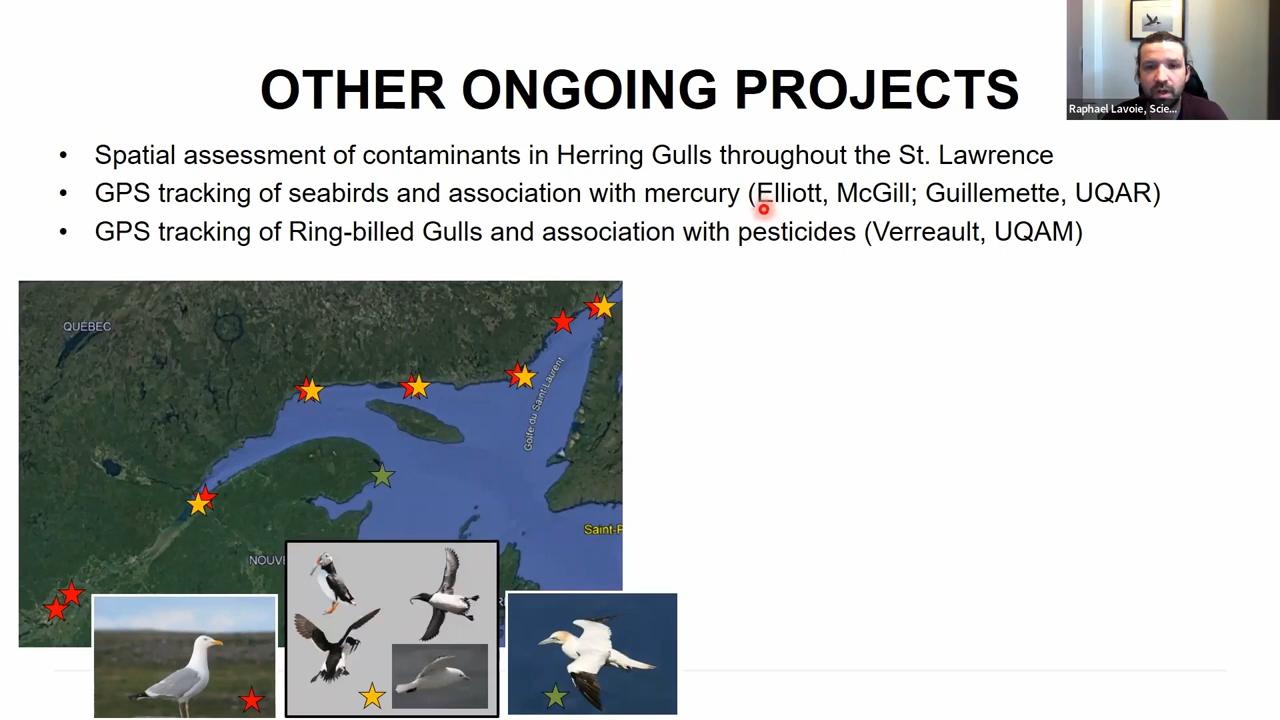 OTHER ONGOING PROJECTS
Raphael Lavoie, Scie...
• Spatial assessment of contaminants in Herring Gulls throughout the St. Lawrence
• GPS tracking of seabirds and association with mercury (Elliott, McGill; Guillemette, UQAR)
• GPS tracking of Ring-billed Gulls and association with pesticides (Verreault, UQAM)
QUÉBEC
Golfe du Saint-Laurent
Saint-P
NOUVE